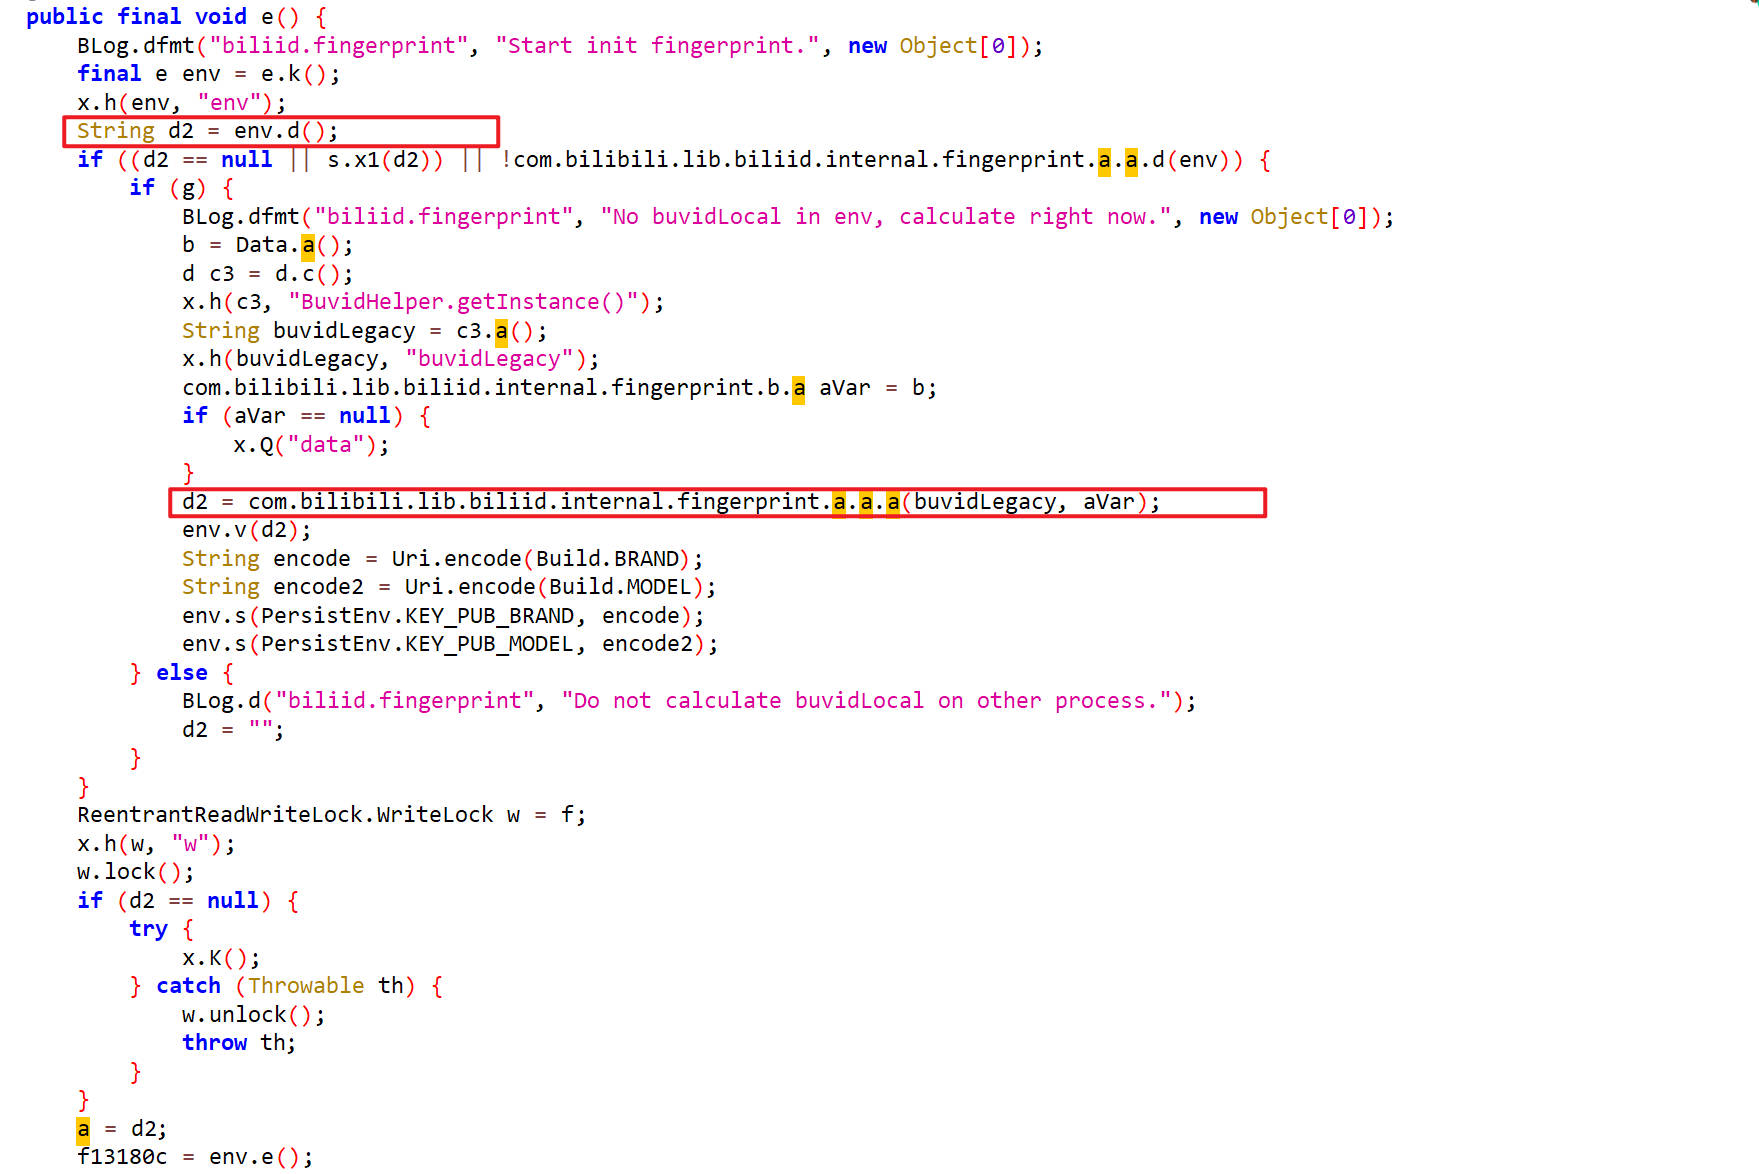 public final void e() {
BLog.dfmt("biliid.fingerprint", "Start init fingerprint.", new Object[0]);
final e env = e.k();
x.h(env, "env");
String d2 = env.d();
if ((d2 == null || s.x1(d2)) || !com.bilibili.lib.biliid.internal.fingerprint.a.a.d(env)) {
if (g) {
BLog.dfmt("biliid.fingerprint", "No buvidLocal in env, calculate right now.", new Object[0]);
b = Data.a();
d c3 = d.c();
x.h(c3, "BuvidHelper.getInstance()");
String buvidLegacy = c3.a();
x.h(buvidLegacy, "buvidLegacy");
com.bilibili.lib.biliid.internal.fingerprint.b.a aVar = b;
if (aVar == null) {
x.Q("data");
}
d2 = com.bilibili.lib.biliid.internal.fingerprint.a.a.a(buvidLegacy, aVar);
env.v(d2);
String encode = Uri.encode(Build.BRAND);
String encode2 = Uri.encode(Build.MODEL);
env.s(PersistEnv.KEY_PUB_BRAND, encode);
env.s(PersistEnv.KEY_PUB_MODEL, encode2);
} else {
BLog.d("biliid.fingerprint", "Do not calculate buvidLocal on other process.");
d2 = "";
}
}
ReentrantReadWriteLock.WriteLock w = f;
x.h(w, "w");
w.lock();
if (d2 == null) {
try {
x.K();
} catch (Throwable th) {
w.unlock();
throw th;
}
}
a = d2;
f13180c = env.e();